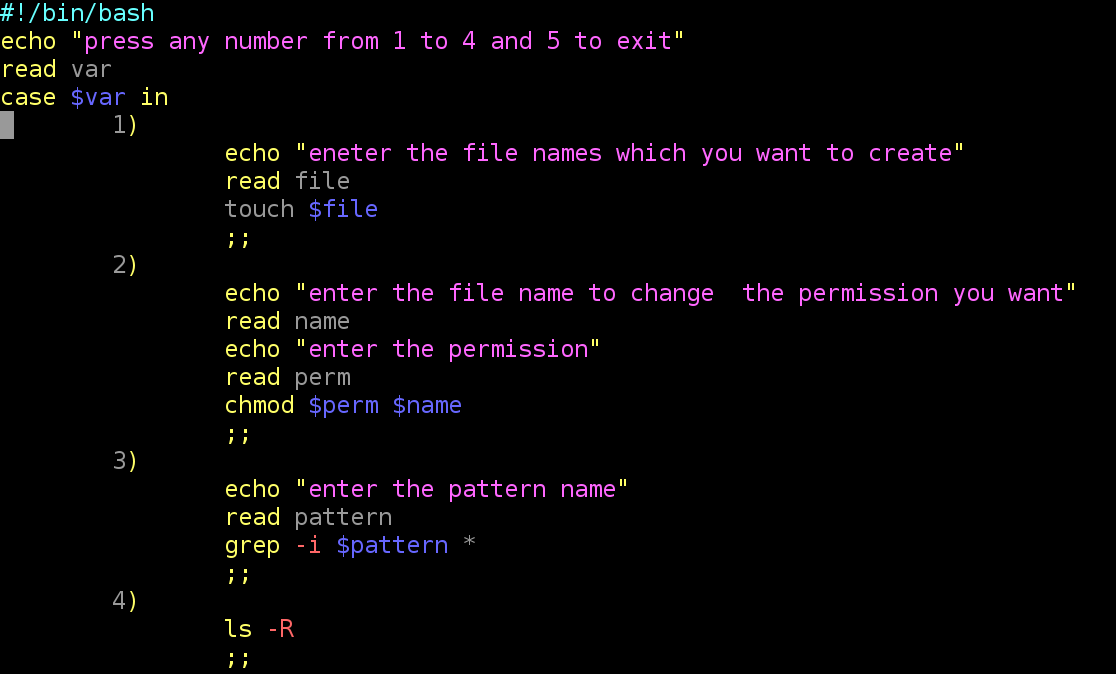 #!/bin/bash
echo "press any number from 1 to 4 and 5 to exit"
read var
case $var in
        1)
                echo "eneter the file names which you want to create"
                read file
                touch $file
                ;;
        2)
                echo "enter the file name to change  the permission you want"
                read name
                echo "enter the permission"
                read perm
                chmod $perm $name
                ;;
        3)
                echo "enter the pattern name"
                read pattern
                grep -i $pattern *
                ;;
        4)
                ls -R
                ;;